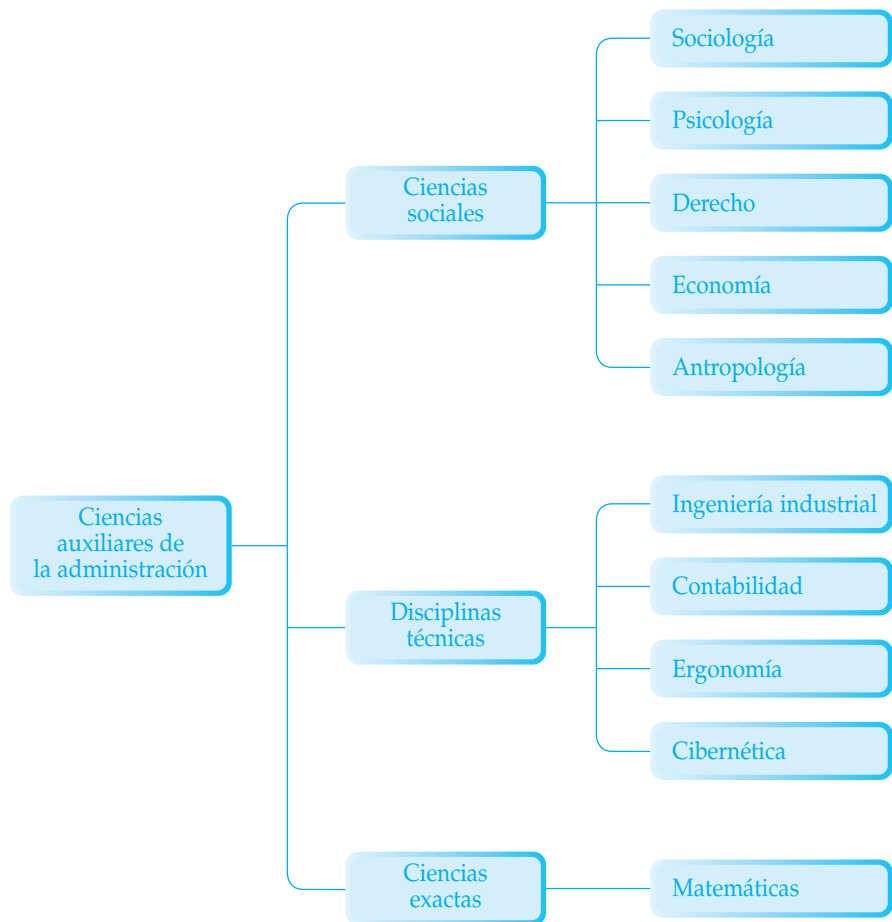 Ciencias
auxiliares de
la administración
Ciencias
sociales
Sociología
Psicología
Derecho
Economía
Antropología
Disciplinas
técnicas
Ingeniería industrial
Contabilidad
Ergonomía
Cibernética
Ciencias
exactas
Matemáticas